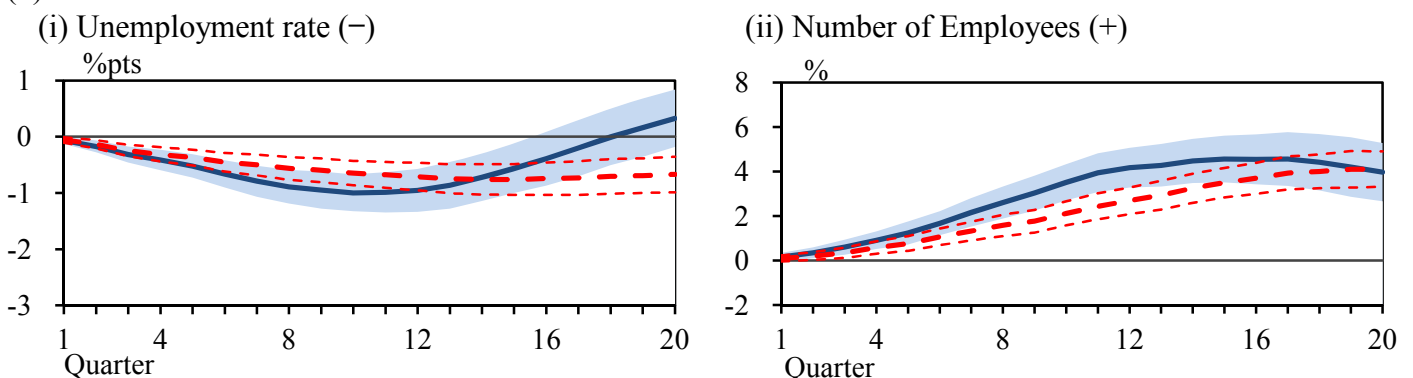 (i) Unemployment rate (−)
(ii) Number of Employees (+)
%pts
%
1
0
-1
-2
-3
8
6
4
2
0
-2
1 4 8 12 16 20
Quarter
1 4 8 12 16 20
Quarter